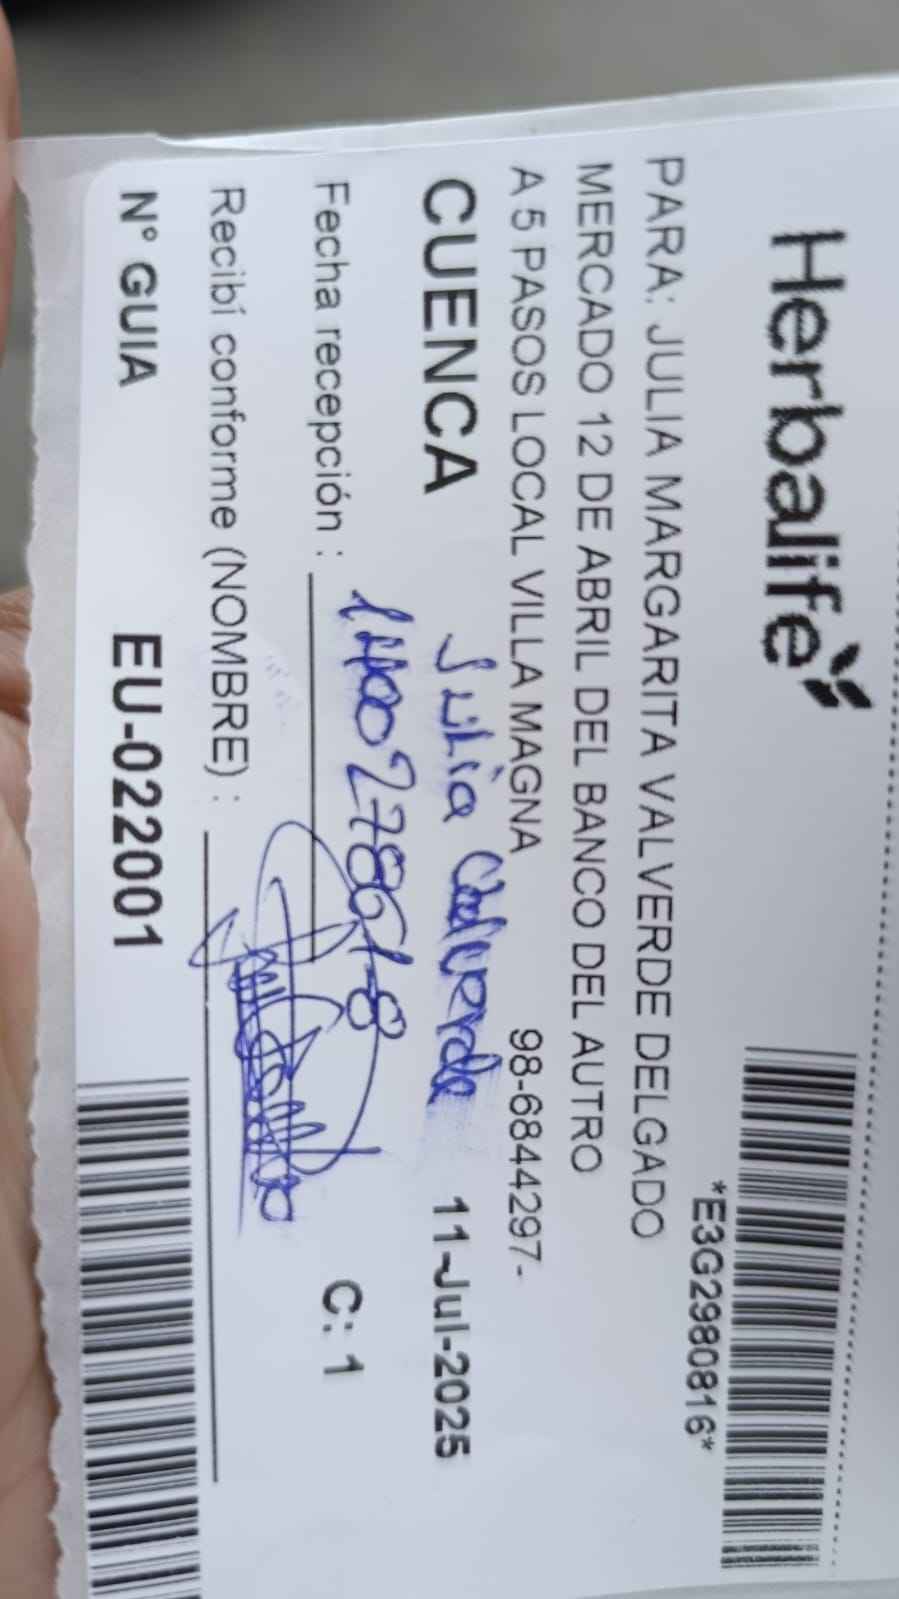 Herbalife
*E3G2980816*
PARA: JULIA MARGARITA VALVERDE DELGADO
MERCADO 12 DE ABRIL DEL BANCO DEL AUTRO
A 5 PASOS LOCAL VILLA MAGNA 98-6844297-
CUENCA Julia Valverde 11-Jul-2025
Fecha recepción : C: 1
Recibí conforme (NOMBRE) :
N° GUIA EU-022001